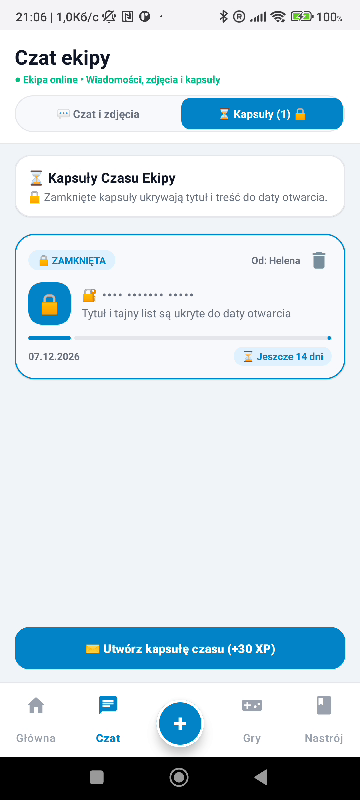 21:06 | 1,0Кб/с
100%
Czat ekipy
Ekipa online • Wiadomości, zdjęcia i kapsuły
Czat i zdjęcia
Kapsuły (1)
Kapsuły Czasu Ekipy
Zamknięte kapsuły ukrywają tytuł i treść do daty otwarcia.
ZAMKNIĘTA
Od: Helena
•••• ••••••• •••••
Tytuł i tajny list są ukryte do daty otwarcia
07.12.2026
Jeszcze 14 dni
Utwórz kapsułę czasu (+30 XP)
Główna
Czat
Gry
Nastrój